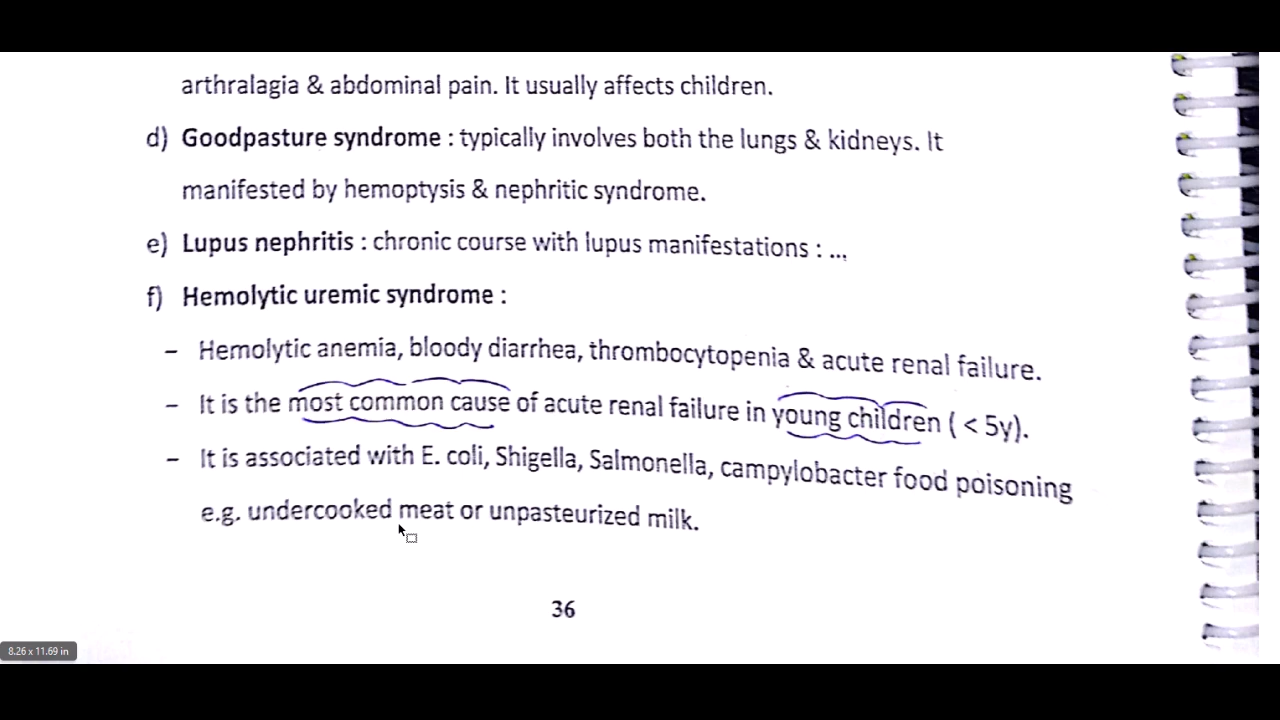 arthralagia & abdominal pain. It usually affects children.
d) Goodpasture syndrome : typically involves both the lungs & kidneys. It
manifested by hemoptysis & nephritic syndrome.
e) Lupus nephritis : chronic course with lupus manifestations : ...
f) Hemolytic uremic syndrome :
– Hemolytic anemia, bloody diarrhea, thrombocytopenia & acute renal failure.
– It is the most common cause of acute renal failure in young children ( < 5y).
– It is associated with E. coli, Shigella, Salmonella, campylobacter food poisoning
e.g. undercooked meat or unpasteurized milk.
36
8.26 x 11.69 in